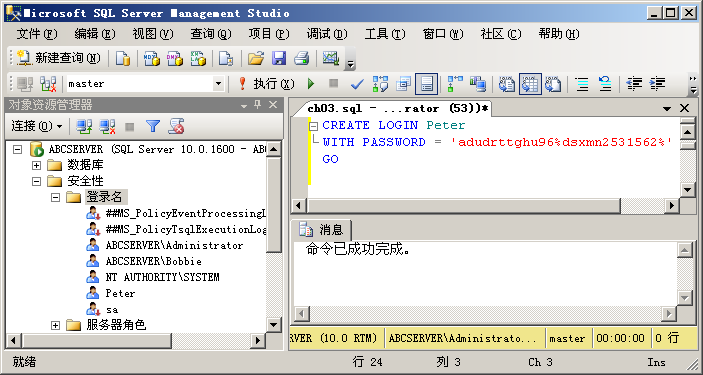 Microsoft SQL Server Management Studio
文件(F) 编辑(E) 视图(V) 查询(Q) 项目(P) 调试(D) 工具(T) 窗口(W) 社区(C) 帮助(H)
新建查询(N)
master 执行(X)
对象资源管理器
连接(O)
ABCSERVER (SQL Server 10.0.1600 - ABC
数据库
安全性
登录名
##MS_PolicyEventProcessingL
##MS_PolicyTsqlExecutionLog
ABCSERVER\Administrator
ABCSERVER\Bobbie
NT AUTHORITY\SYSTEM
Peter
sa
服务器角色
ch03.sql - ...rator (53))*
CREATE LOGIN Peter
WITH PASSWORD = 'adudrttghu96%dsxmn2531562%'
GO
消息
命令已成功完成。
RVER (10.0 RTM) ABCSERVER\Administrato... master 00:00:00 0 行
就绪 行 24 列 3 Ch 3 Ins